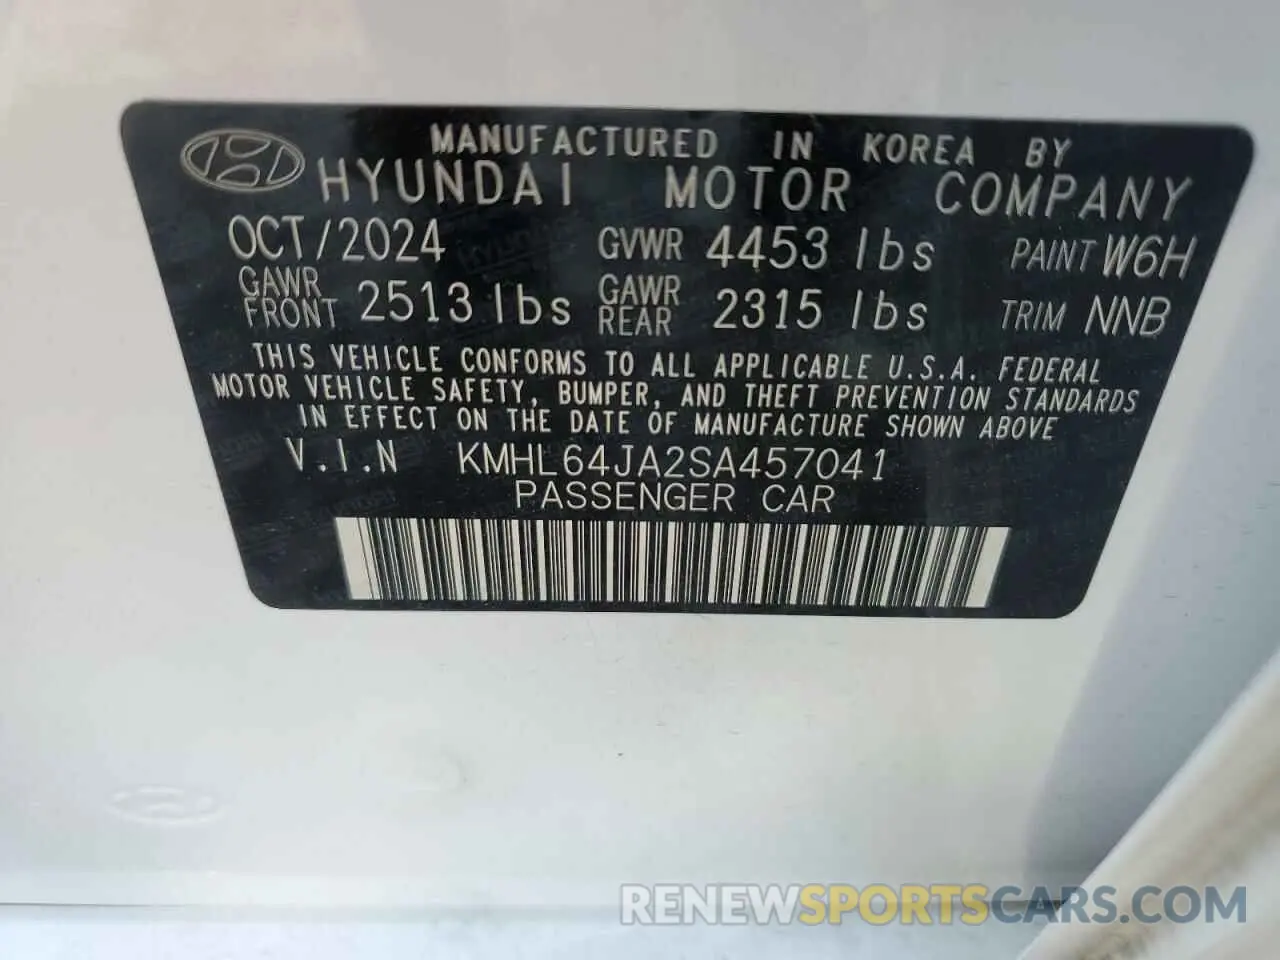 MANUFACTURED IN KOREA BY
HYUNDAI MOTOR COMPANY
OCT/2024 GVWR 4453 lbs PAINT W6H
GAWR FRONT 2513 lbs GAWR REAR 2315 lbs TRIM NNB
THIS VEHICLE CONFORMS TO ALL APPLICABLE U.S.A. FEDERAL
MOTOR VEHICLE SAFETY, BUMPER, AND THEFT PREVENTION STANDARDS
IN EFFECT ON THE DATE OF MANUFACTURE SHOWN ABOVE
V.I.N KMHL64JA2SA457041
PASSENGER CAR
RENEWSPORTSCARS.COM